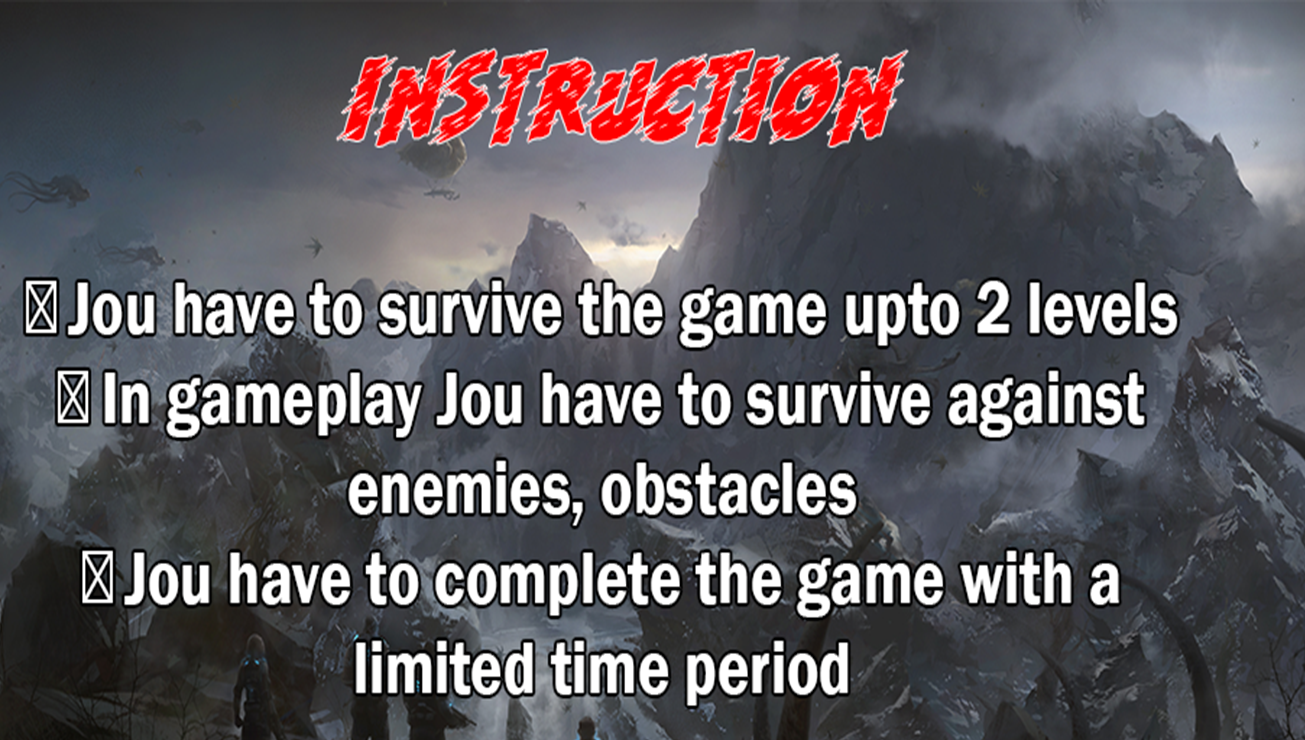 INSTRUCTION
Jou have to survive the game upto 2 levels
In gameplay Jou have to survive against
enemies, obstacles
Jou have to complete the game with a
limited time period